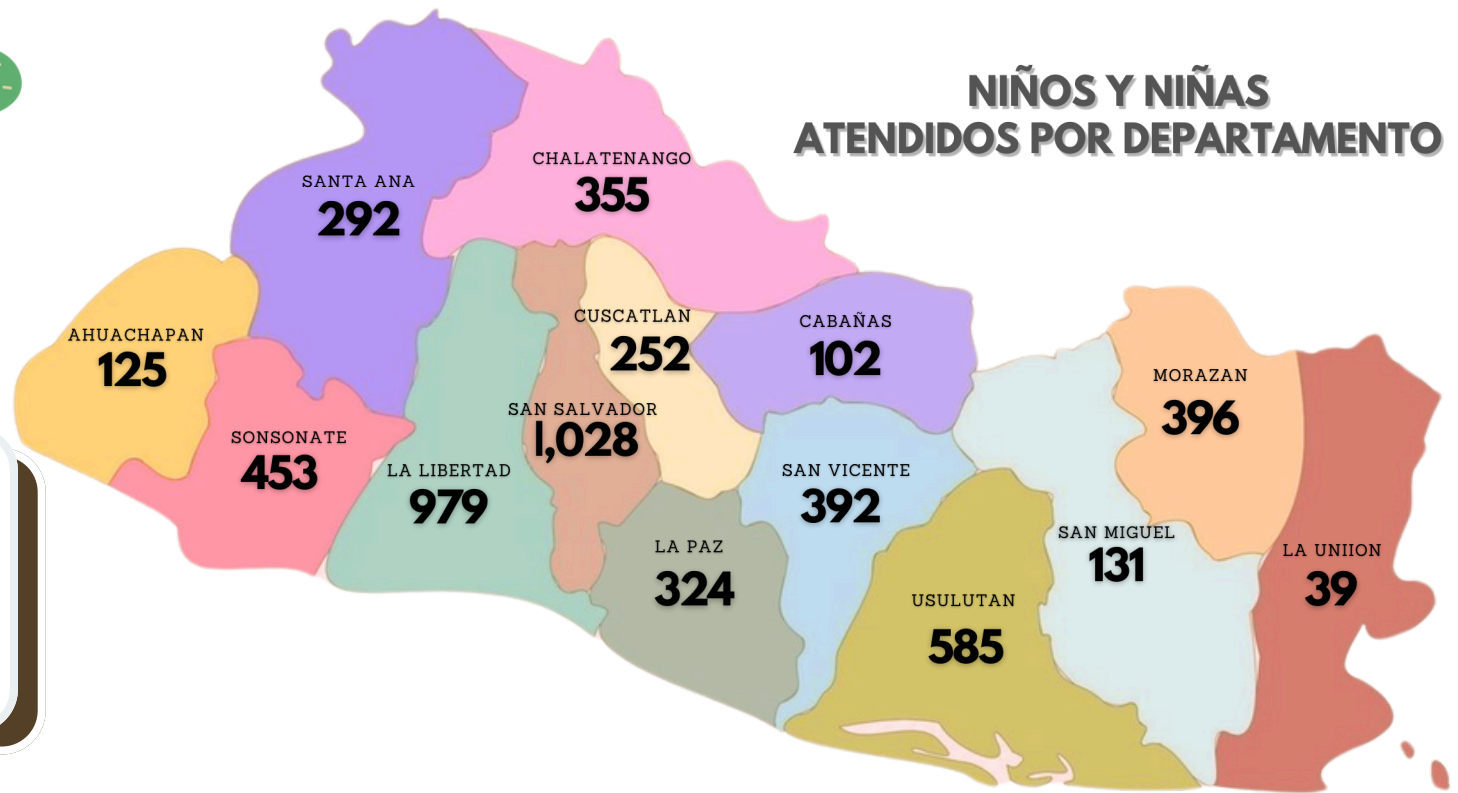 NIÑOS Y NIÑAS
ATENDIDOS POR DEPARTAMENTO
CHALATENANGO
355
SANTA ANA
292
AHUACHAPAN
125
SONSONATE
453
LA LIBERTAD
979
SAN SALVADOR
1,028
CUSCATLAN
252
CABAÑAS
102
SAN VICENTE
392
LA PAZ
324
USULUTAN
585
SAN MIGUEL
131
MORAZAN
396
LA UNIION
39